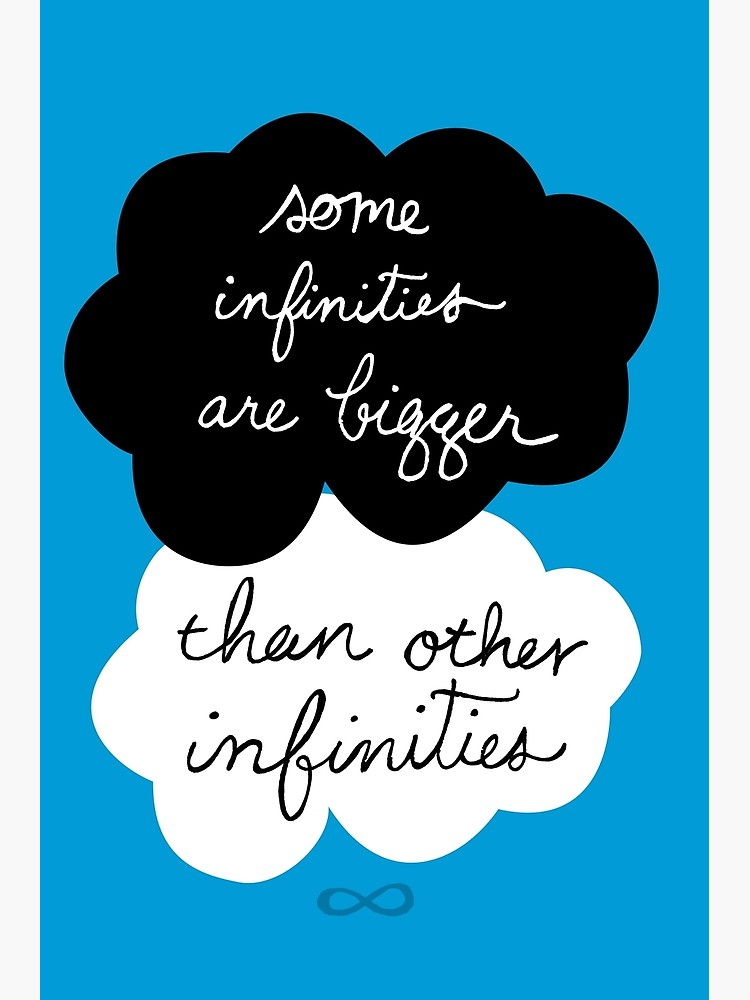 some
infinities
are bigger
than other
infinities
∞